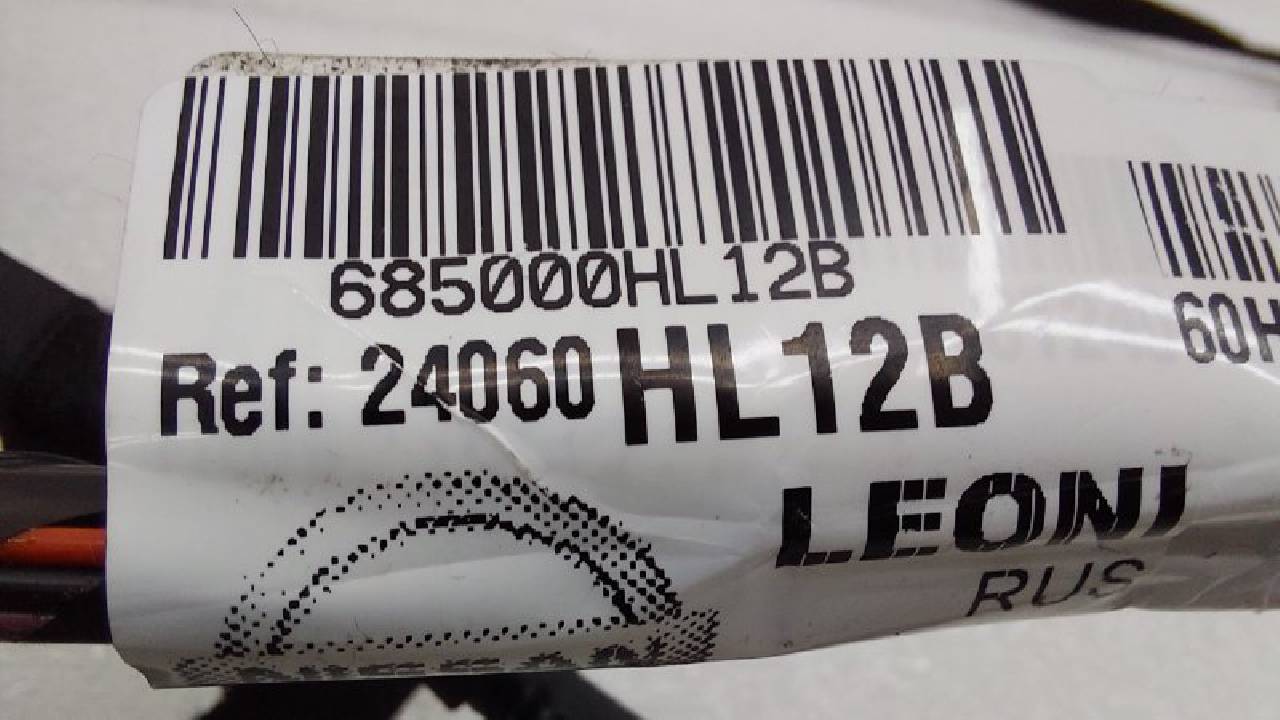 685000HL12B
Ref: 24060 HL12B
60H
LEONI
RUS